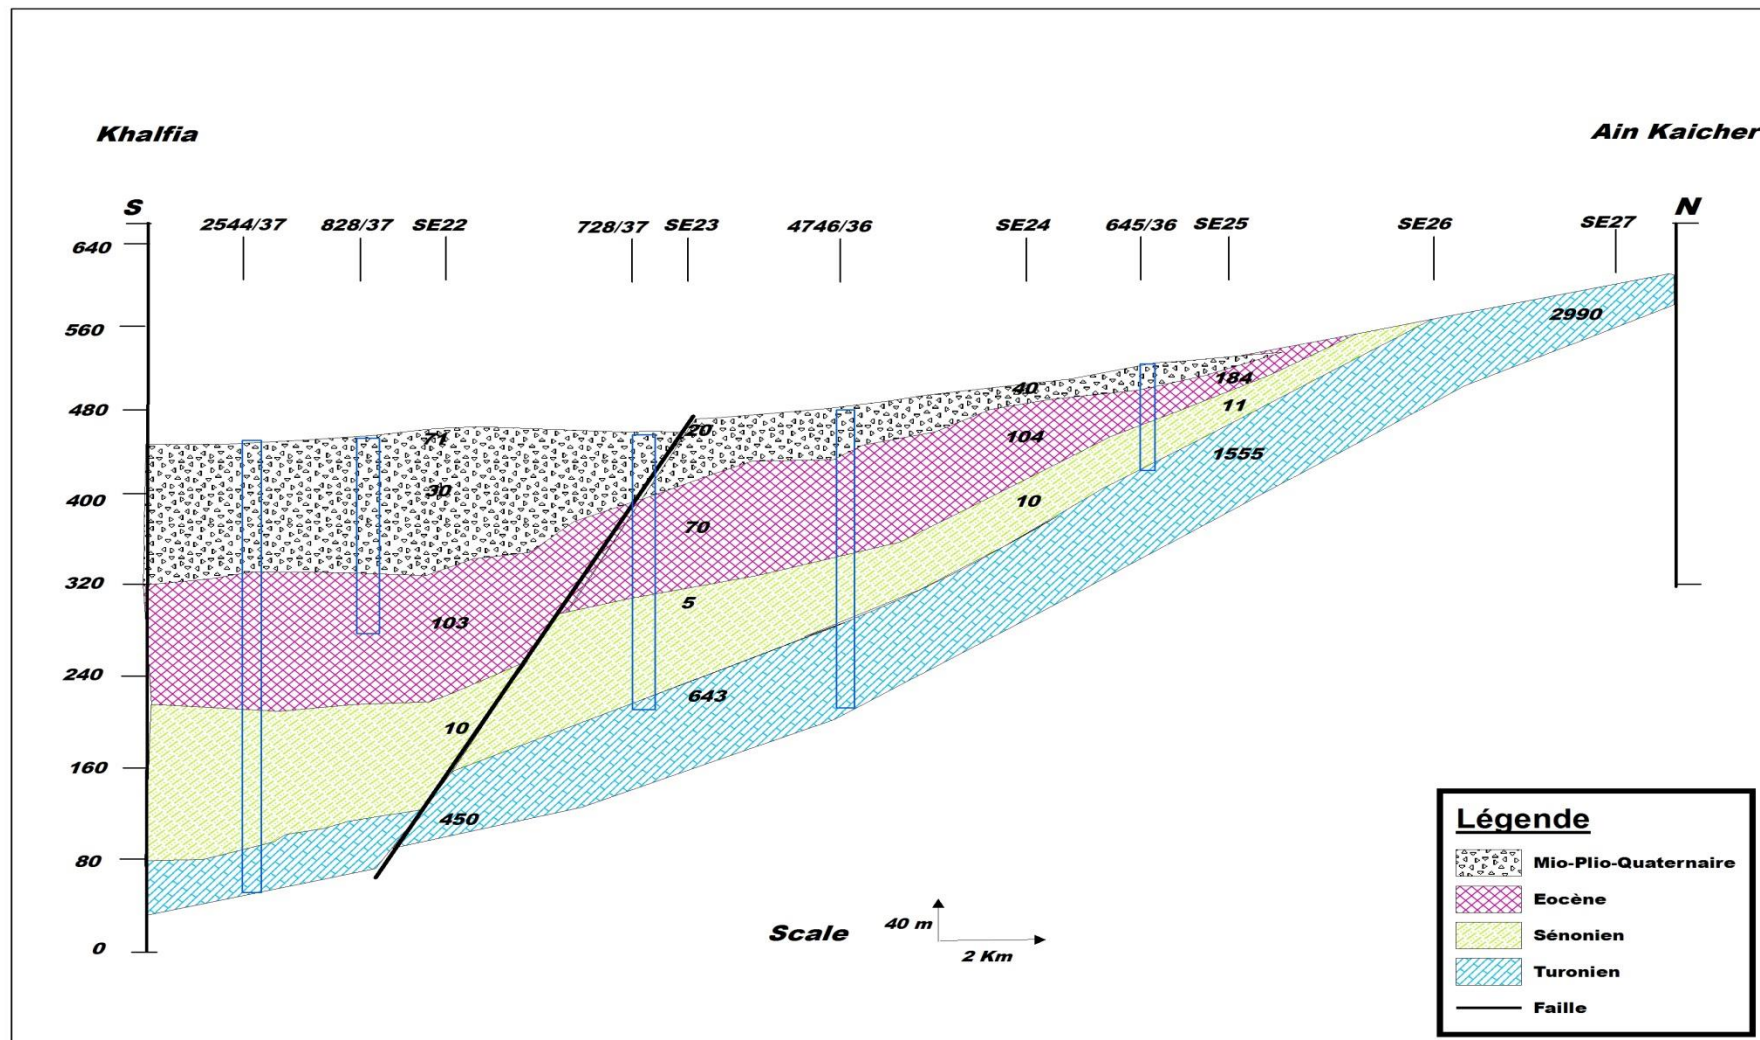 Khalfia
Ain Kaicher
S
N
2544/37 828/37 SE22 728/37 SE23 4746/36 SE24 645/36 SE25 SE26 SE27
640
560
480
400
320
240
160
80
0
2990
184
40
11
20
71
104
1555
30
10
70
5
103
643
10
450
Scale
40 m
2 Km
Légende
Mio-Plio-Quaternaire
Eocène
Sénonien
Turonien
Faille